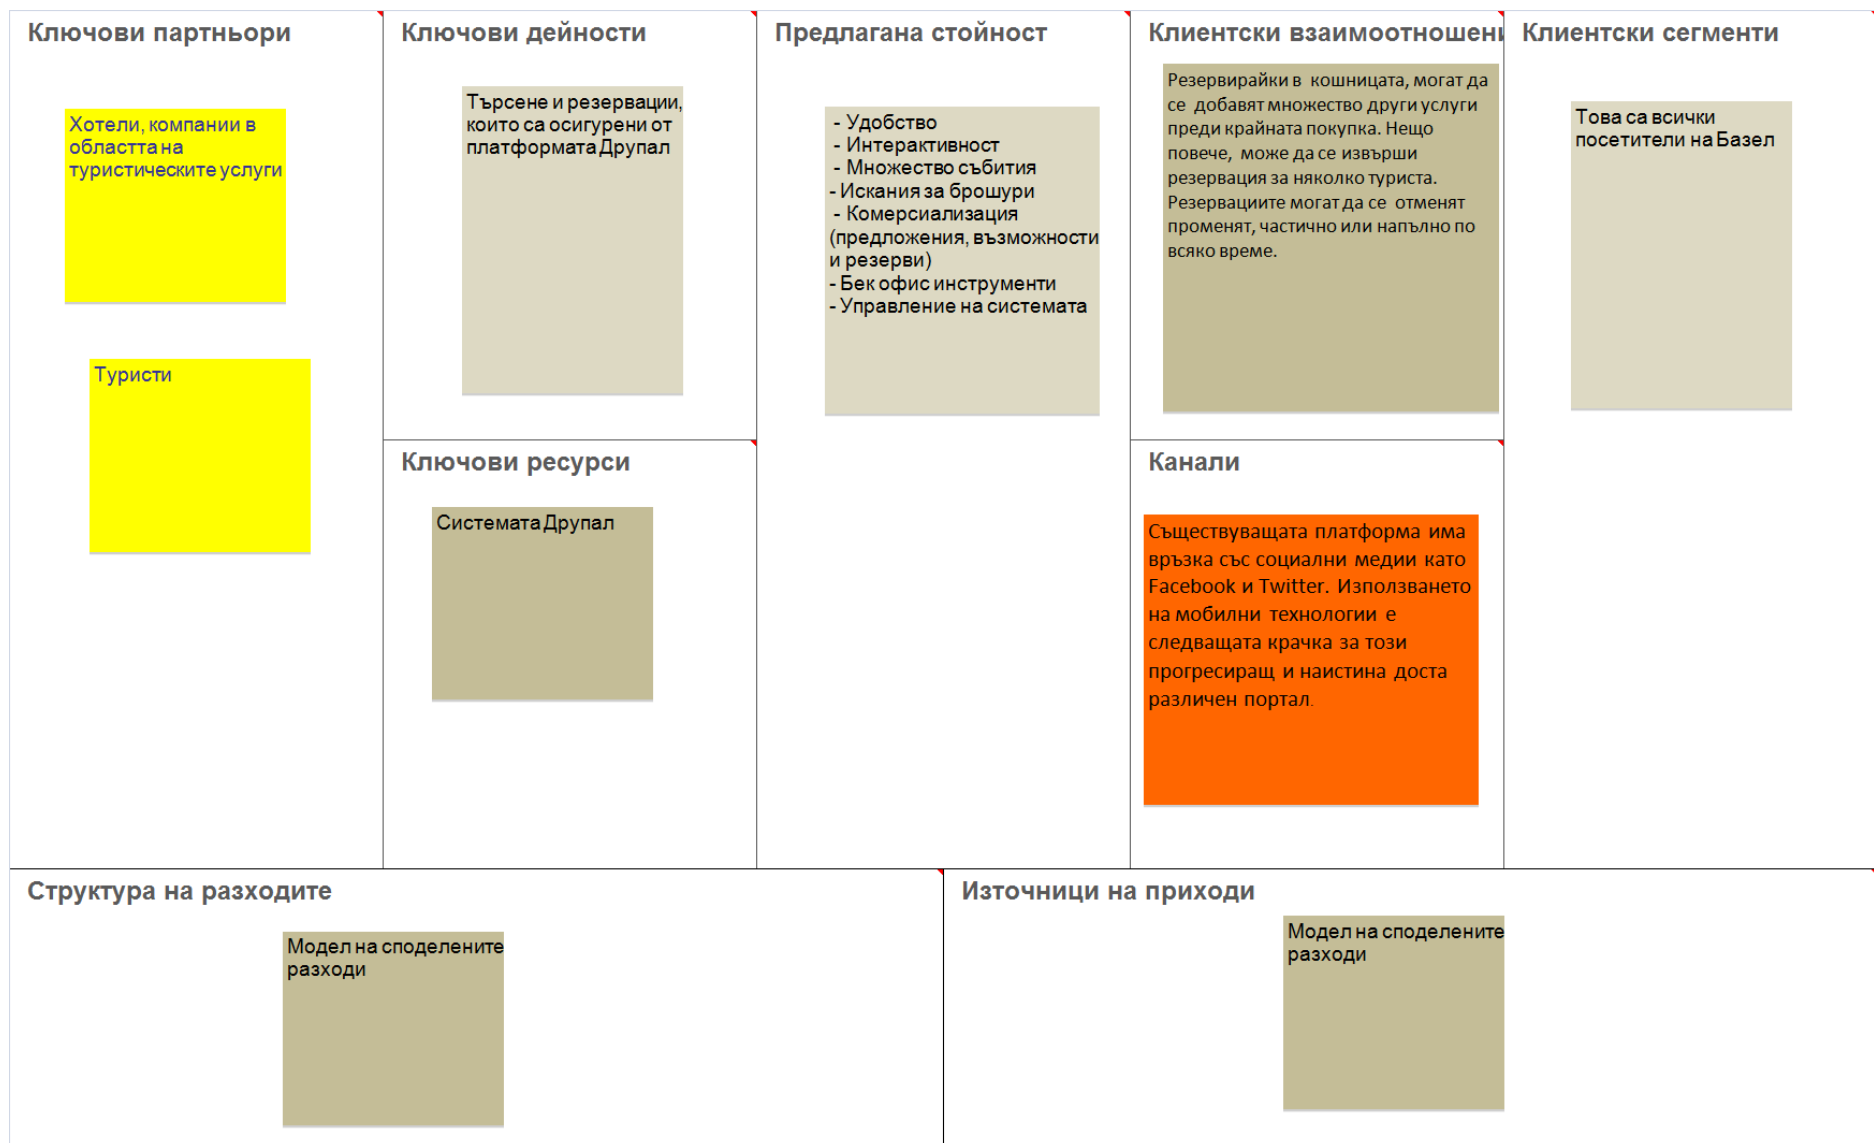 Ключови партньори
Хотели, компании в
областта на
туристическите услуги
Туристи
Ключови дейности
Търсене и резервации,
които са осигурени от
платформата Друпал
Ключови ресурси
Системата Друпал
Предлагана стойност
- Удобство
- Интерактивност
- Множество събития
- Искания за брошури
- Комерсиализация
(предложения, възможности
и резерви)
- Бек офис инструменти
- Управление на системата
Клиентски взаимоотношени
Резервирайки в кошницата, могат да
се добавят множество други услуги
преди крайната покупка. Нещо
повече, може да се извърши
резервация за няколко туриста.
Резервациите могат да се отменят
променят, частично или напълно по
всяко време.
Канали
Съществуващата платформа има
връзка със социални медии като
Facebook и Twitter. Използването
на мобилни технологии е
следващата крачка за този
прогресиращ и наистина доста
различен портал.
Клиентски сегменти
Това са всички
посетители на Базел
Структура на разходите
Модел на споделените
разходи
Източници на приходи
Модел на споделените
разходи